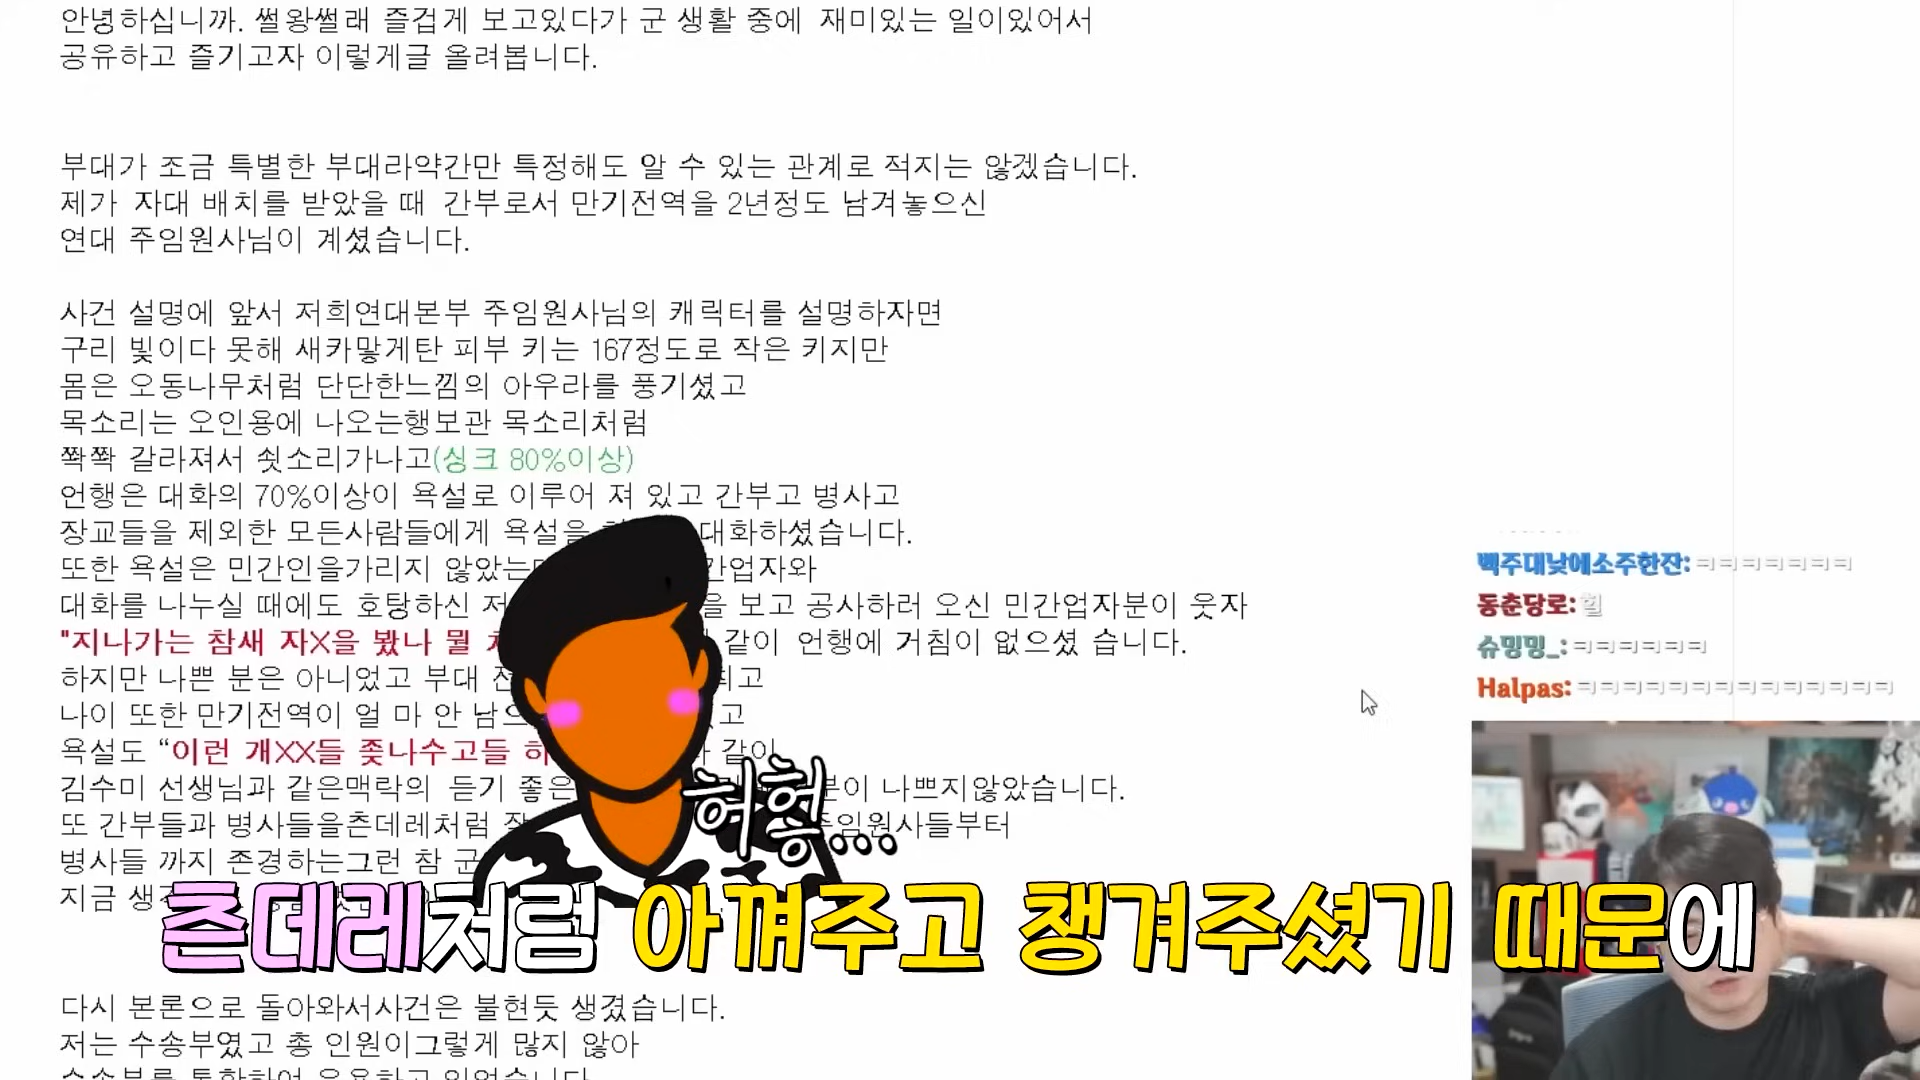 안녕하십니까. 썰왕썰래 즐겁게 보고있다가 군 생활 중에 재미있는 일이있어서
공유하고 즐기고자 이렇게글 올려봅니다.
부대가 조금 특별한 부대라약간만 특정해도 알 수 있는 관계로 적지는 않겠습니다.
제가 자대 배치를 받았을 때 간부로서 만기전역을 2년정도 남겨놓으신
연대 주임원사님이 계셨습니다.
사건 설명에 앞서 저희연대본부 주임원사님의 캐릭터를 설명하자면
구리 빛이다 못해 새카맣게탄 피부 키는 167정도로 작은 키지만
몸은 오동나무처럼 단단한느낌의 아우라를 풍기셨고
목소리는 오인용에 나오는행보관 목소리처럼
쫙쫙 갈라져서 쇳소리가나고(싱크 80%이상)
언행은 대화의 70%이상이 욕설로 이루어 져 있고 간부고 병사고
장교들을 제외한 모든사람들에게 욕설을 대화하셨습니다.
또한 욕설은 민간인을가리지 않았는 업자와
대화를 나누실 때에도 호탕하신 보고 공사하러 오신 민간업자분이 웃자
"지나가는 참새 자X을 봤나 뭘 같이 언행에 거침이 없으셨 습니다.
하지만 나쁜 분은 아니었고 부대
나이 또한 만기전역이 얼 마 안
욕설도 “이런 개XX들 좆나수고들 같이
김수미 선생님과 같은맥락의 듣기 좋은 나쁘지않았습니다.
또 간부들과 병사들을츤데레처럼 주임원사들부터
병사들 까지 존경하는그런 참
지금
허헣...
츤데레처럼 아껴주고 챙겨주셨기 때문에
다시 본론으로 돌아와서사건은 불현듯 생겼습니다.
저는 수송부였고 총 인원이그렇게 많지 않아
맥주대낮에소주한잔: ㅋㅋㅋㅋㅋㅋㅋ
동춘당로: 헐
슈밍밍_: ㅋㅋㅋㅋㅋㅋ
Halpas: ㅋㅋㅋㅋㅋㅋㅋㅋㅋㅋㅋㅋㅋㅋ